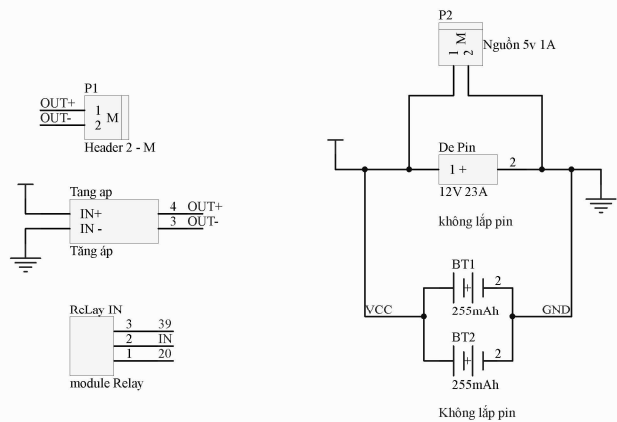 P2
1
2
M
Nguồn 5v 1A
P1
OUT+
OUT-
1
2
M
Header 2 - M
De Pin
1 +
2
12V 23A
không lắp pin
Tang ap
IN+
IN -
4
OUT+
3
OUT-
Tăng áp
BT1
+
2
255mAh
VCC
GND
ReLay IN
3
39
2
IN
1
20
module Relay
BT2
+
2
255mAh
Không lắp pin